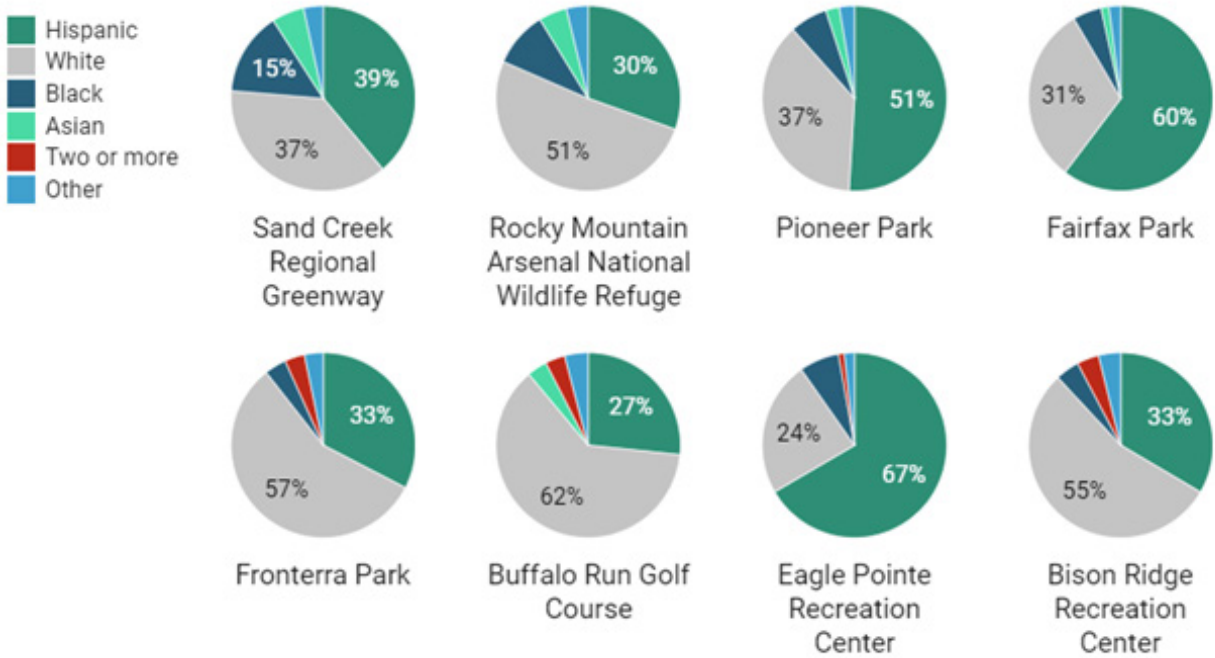 Hispanic
White
Black
Asian
Two or more
Other
15%
39%
37%
Sand Creek
Regional
Greenway
30%
51%
Rocky Mountain
Arsenal National
Wildlife Refuge
51%
37%
Pioneer Park
31%
60%
Fairfax Park
33%
57%
Fronterra Park
27%
62%
Buffalo Run Golf
Course
24%
67%
Eagle Pointe
Recreation
Center
33%
55%
Bison Ridge
Recreation
Center